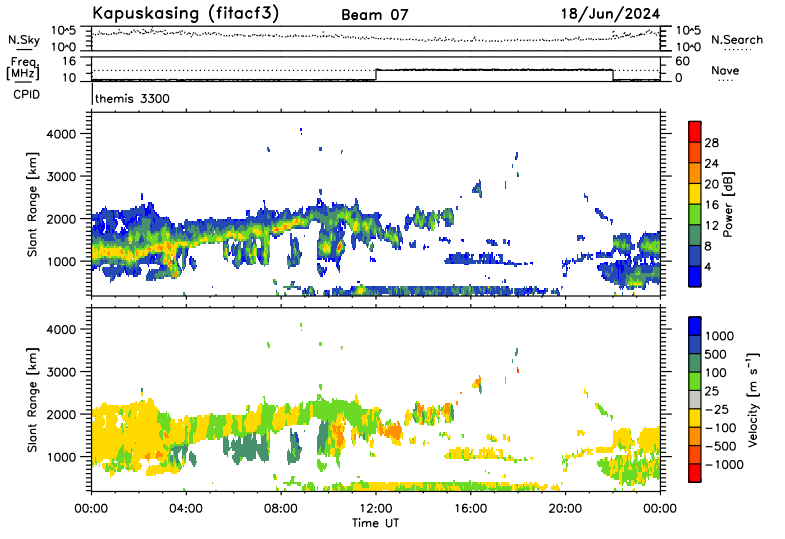 Kapuskasing (fitacf3) Beam 07 18/Jun/2024
N.Sky 10^5 10^0 10^5 10^0 N.Search
Freq. [MHz] 16 10 60 0 Nave
CPID themis 3300
Slant Range [km] 4000 3000 2000 1000
Power [dB] 28 24 20 16 12 8 4
Slant Range [km] 4000 3000 2000 1000
Velocity [m s⁻¹] 1000 500 100 25 −25 −100 −500 −1000
00:00 04:00 08:00 12:00 16:00 20:00 00:00
Time UT